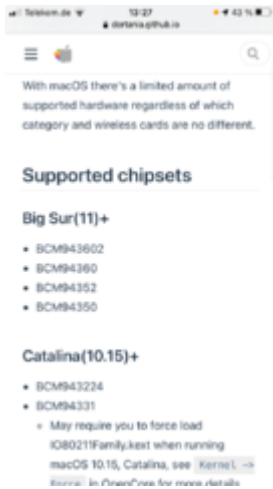 Telekom.de
13:27
43 %
dortania.github.io
With macOS there's a limited amount of
supported hardware regardless of which
category and wireless cards are no different.
Supported chipsets
Big Sur(11)+
• BCM943602
• BCM94360
• BCM94352
• BCM94350
Catalina(10.15)+
• BCM943224
• BCM94331
May require you to force load
IO80211Family.kext when running
macOS 10.15, Catalina, see Kernel ->
Force in OpenCore for more details